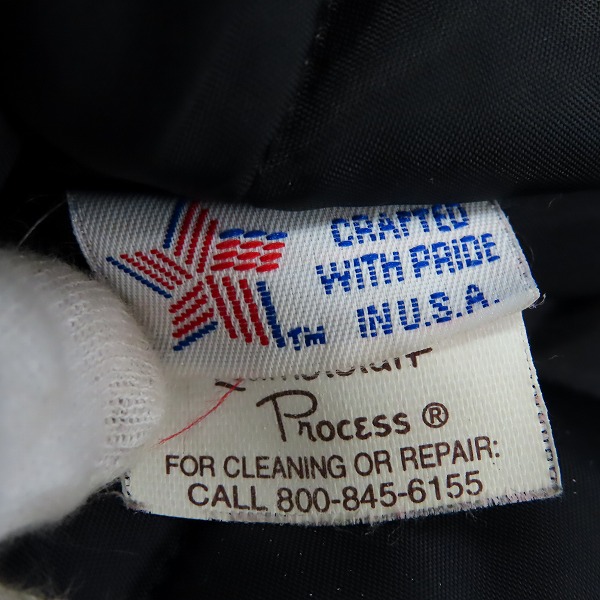 CRAFTED
WITH PRIDE
IN U.S.A.
TM
Process ®
FOR CLEANING OR REPAIR:
CALL 800-845-6155